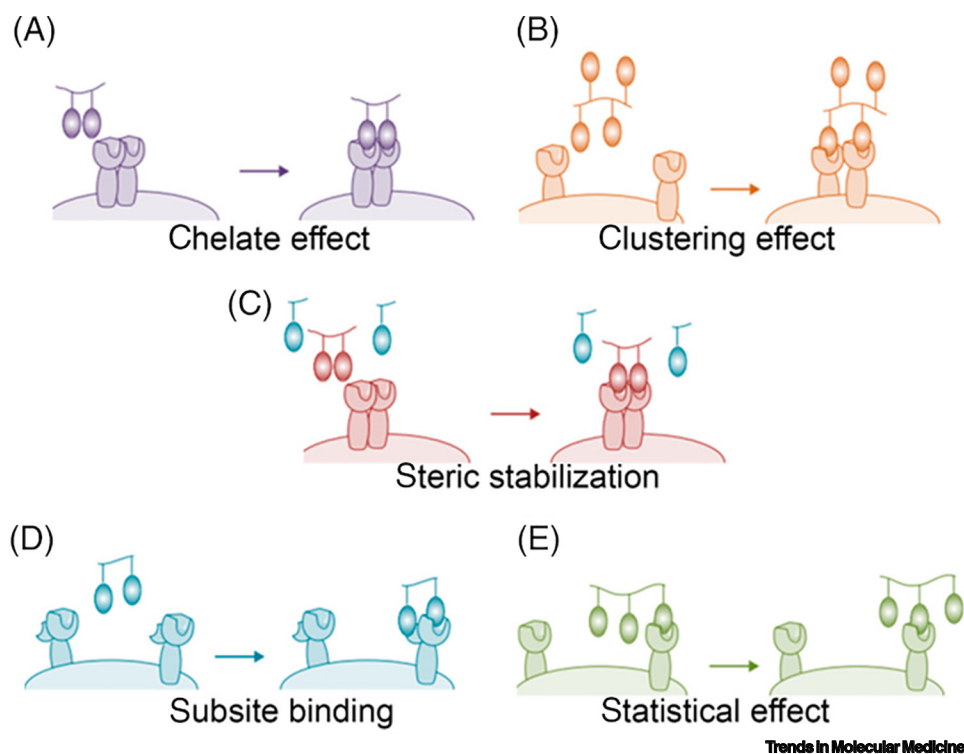 (A)
(B)
Chelate effect
Clustering effect
(C)
Steric stabilization
(D)
(E)
Subsite binding
Statistical effect
Trends in Molecular Medicine